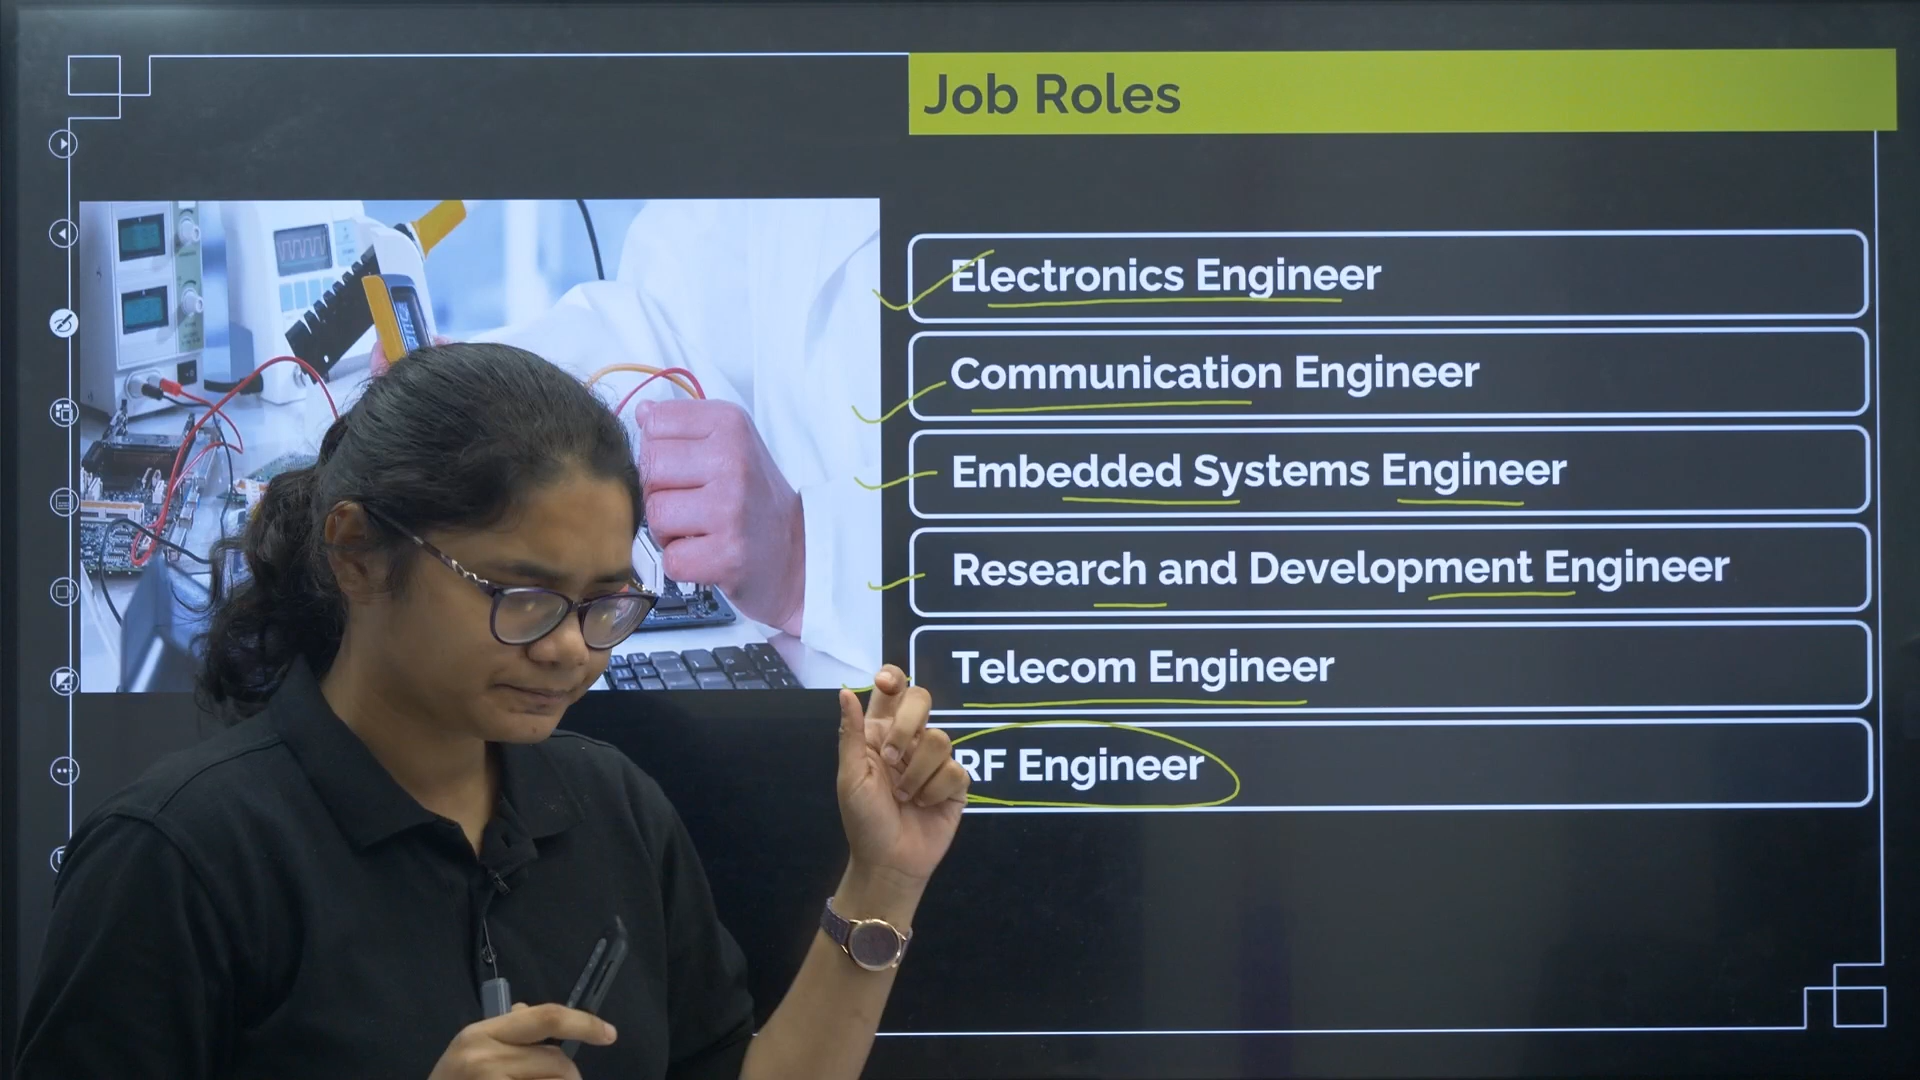 Job Roles
Electronics Engineer
Communication Engineer
Embedded Systems Engineer
Research and Development Engineer
Telecom Engineer
RF Engineer